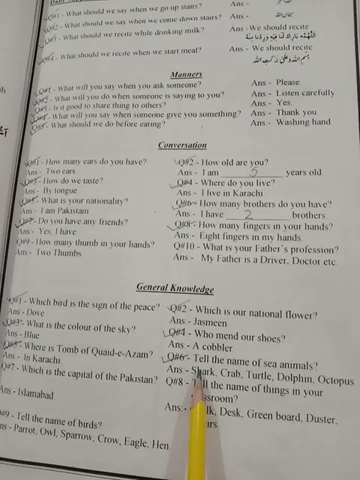 Q#1 - What should we say when we go up stairs? Ans -
Q#2 - What should we say when we come down stairs? Ans - سبحان اللہ
Q#3 - What should we recite while drinking milk? Ans -We should recite
Q#4 - What should we recite when we start meal? Ans - We should recite
Manners
Q#1 - What will you say when you ask someone? Ans - Please
Q#2 - What will you do when someone is saying to you? Ans - Listen carefully
- Is it good to share thing to others? Ans - Yes
- What will you say when someone give you something? Ans - Thank you
- What should we do before eating? Ans - Washing hand
Conversation
Q#1 - How many ears do you have? Q#2 - How old are you?
Ans - Two ears Ans - I am 5 years old
Q#3 - How do we taste? Q#4 - Where do you live?
Ans - By tongue Ans - I live in Karachi
Q#5 - What is your nationality? Q#6 - How many brothers do you have?
Ans - I am Pakistani Ans - I have 2 brothers
Q#7 - Do you have any friends? Q#8 - How many fingers in your hands?
Ans - Yes, I have Ans - Eight fingers in my hands
Q#9 - How many thumb in your hands? Q#10 - What is your Father's profession?
Ans - Two Thumbs Ans - My Father is a Driver, Doctor etc
General Knowledge
Q#1 - Which bird is the sign of the peace? Q#2 - Which is our national flower?
Ans - Dove Ans - Jasmeen
Q#3 - What is the colour of the sky? Q#4 - Who mend our shoes?
Ans - Blue Ans - A cobbler
Q#5 - Where is Tomb of Quaid-e-Azam? Q#6 - Tell the name of sea animals?
Ans - In Karachi Ans - Shark, Crab, Turtle, Dolphin, Octopus
Q#7 - Which is the capital of the Pakistan? Q#8 - Tell the name of things in your
Ans - Islamabad
Desk, Green board, Duster,
#9 - Tell the name of birds?
ns - Parrot, Owl, Sparrow, Crow, Eagle, Hen